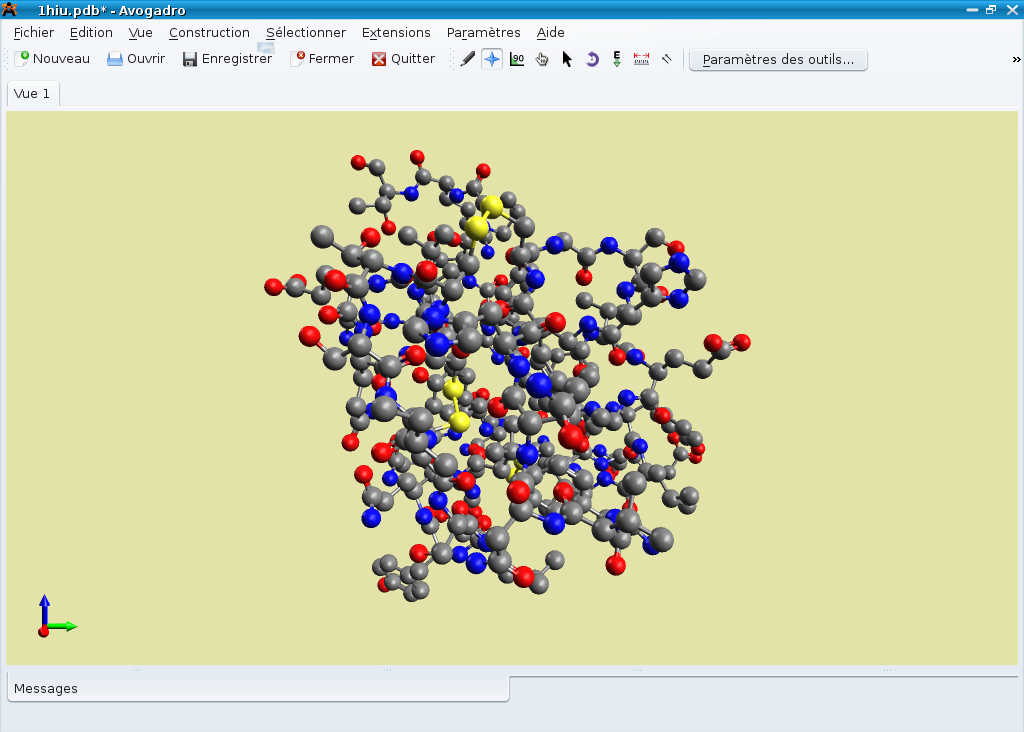 1hiu.pdb* - Avogadro
Fichier Edition Vue Construction Sélectionner Extensions Paramètres Aide
Nouveau Ouvrir Enregistrer Fermer Quitter 90 E Paramètres des outils... »
Vue 1
Messages